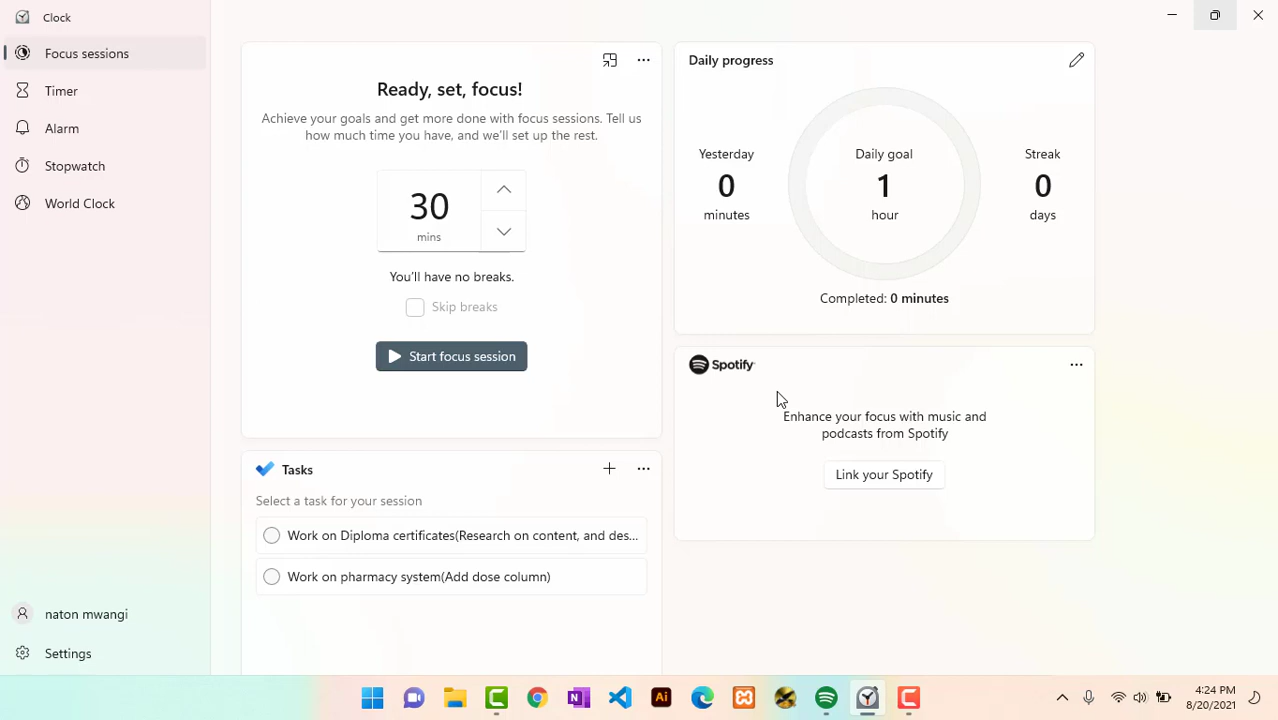 Clock
Focus sessions
Timer
Alarm
Stopwatch
World Clock
naton mwangi
Settings
Ready, set, focus!
Achieve your goals and get more done with focus sessions. Tell us
how much time you have, and we'll set up the rest.
30
mins
You'll have no breaks.
Skip breaks
Start focus session
Tasks
Select a task for your session
Work on Diploma certificates(Research on content, and des...
Work on pharmacy system(Add dose column)
Daily progress
Yesterday
0
minutes
Daily goal
1
hour
Streak
0
days
Completed: 0 minutes
Spotify
Enhance your focus with music and
podcasts from Spotify
Link your Spotify
N
Ai
4:24 PM
8/20/2021